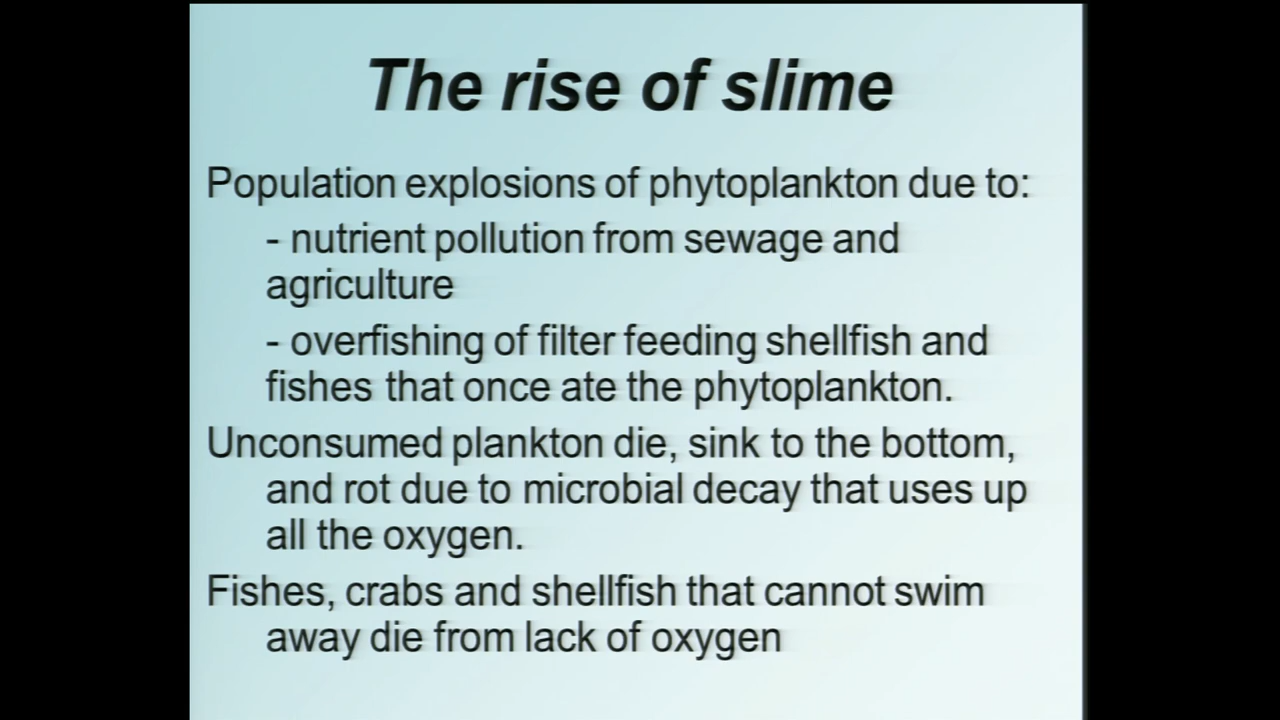 The rise of slime
Population explosions of phytoplankton due to:
- nutrient pollution from sewage and
agriculture
- overfishing of filter feeding shellfish and
fishes that once ate the phytoplankton.
Unconsumed plankton die, sink to the bottom,
and rot due to microbial decay that uses up
all the oxygen.
Fishes, crabs and shellfish that cannot swim
away die from lack of oxygen